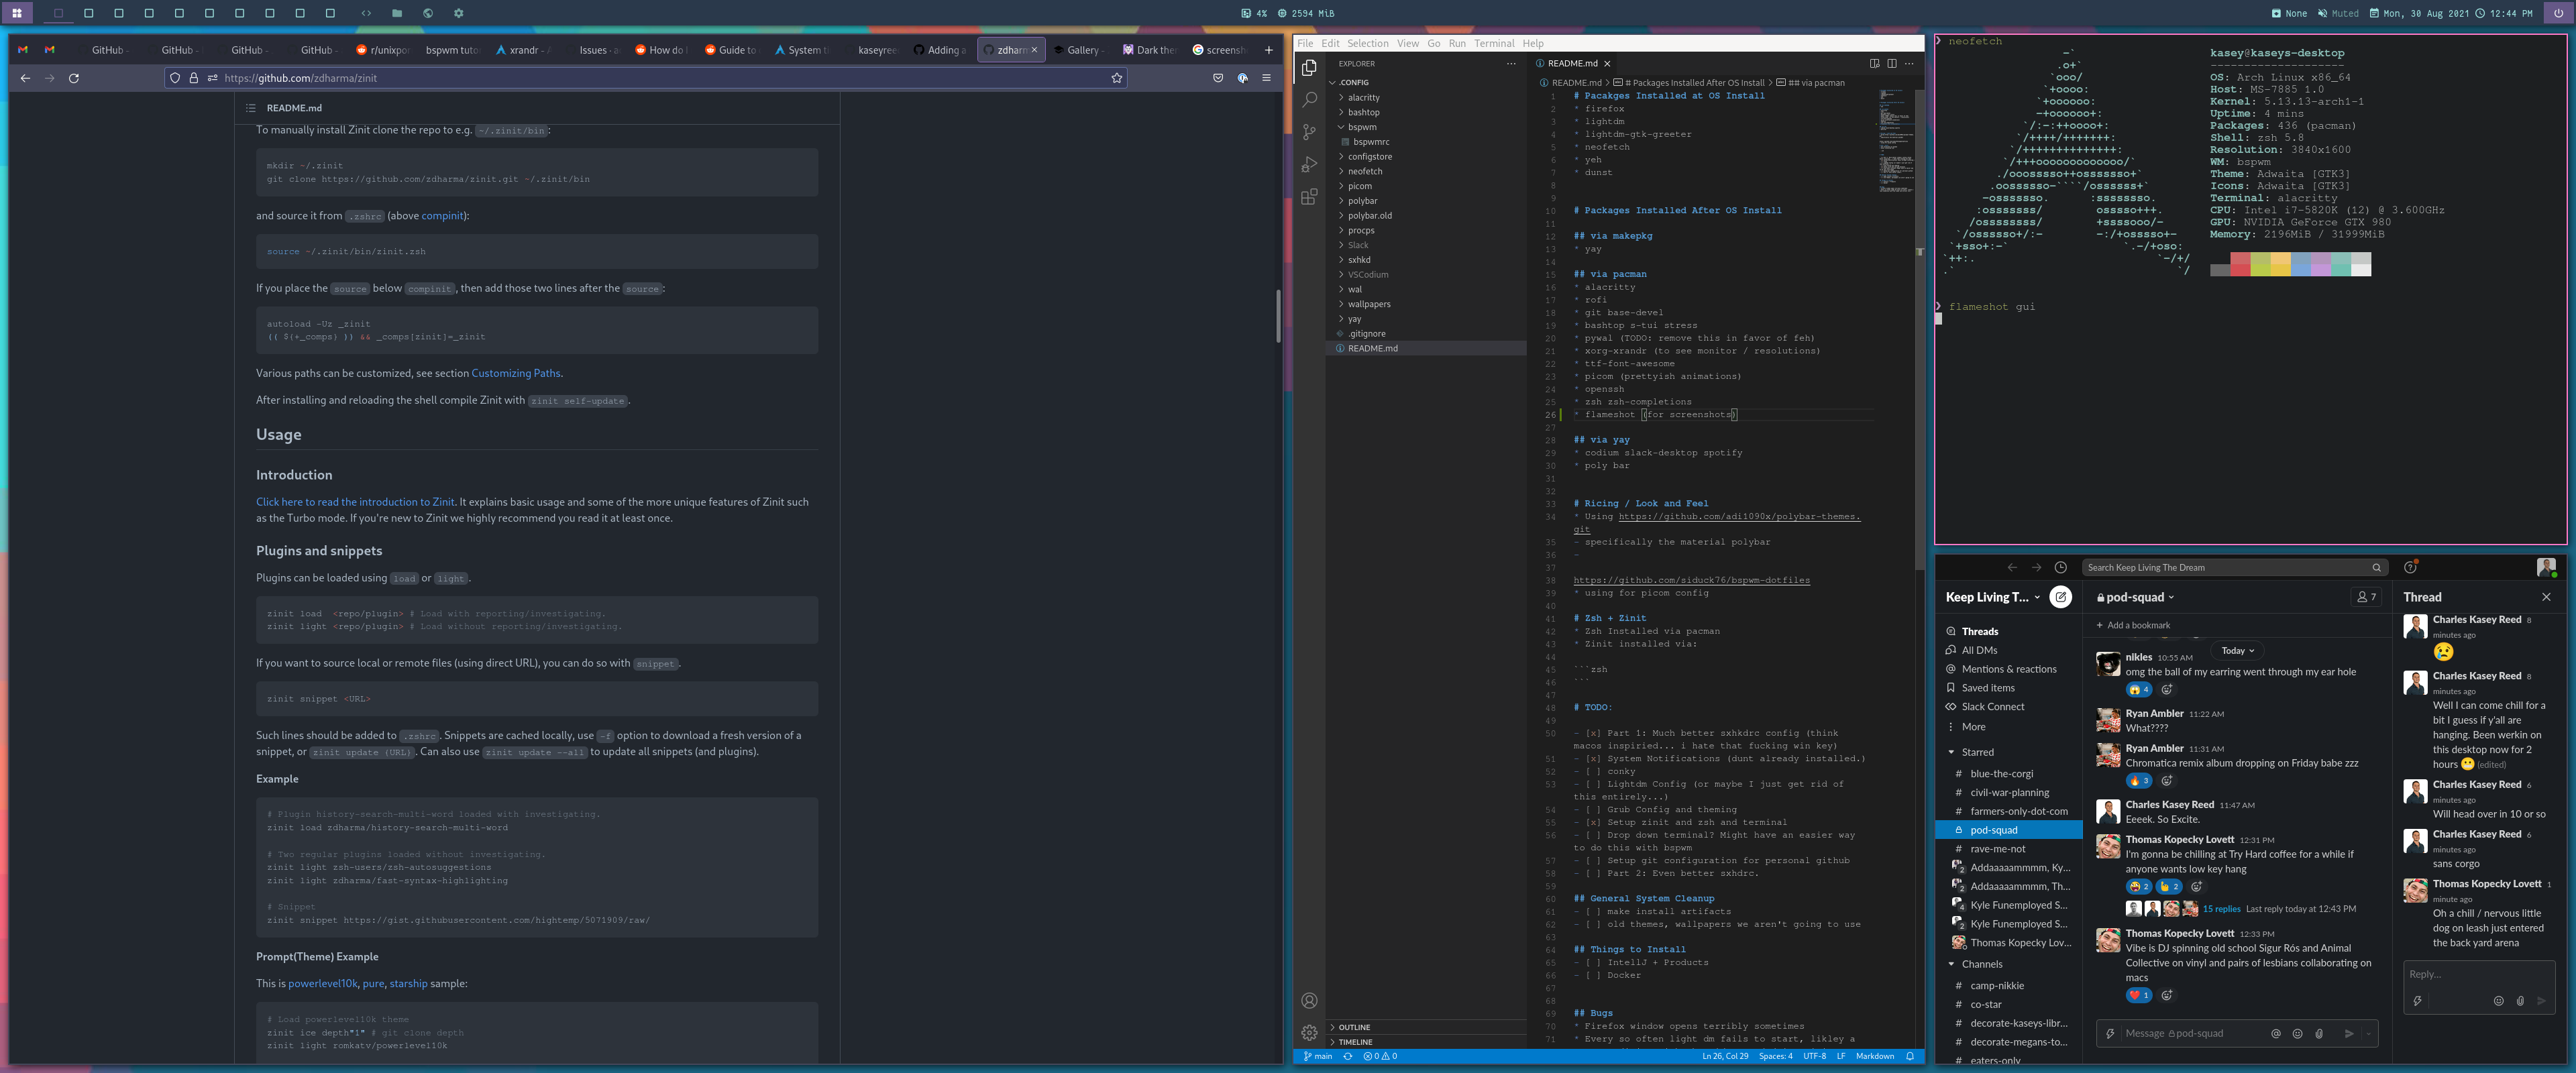 4%
2594 MiB
None
Muted
Mon, 30 Aug 2021
12:44 PM
GitHub -
GitHub -
GitHub -
GitHub -
r/unixpor
bspwm tuto
xrandr - A
Issues · a
How do I
Guide to
System t
kaseyree
Adding a
zdharm
Gallery -
Dark ther
screensh
https://github.com/zdharma/zinit
README.md
To manually install Zinit clone the repo to e.g. ~/.zinit/bin :
mkdir ~/.zinit
git clone https://github.com/zdharma/zinit.git ~/.zinit/bin
and source it from .zshrc (above compinit):
source ~/.zinit/bin/zinit.zsh
If you place the source below compinit , then add those two lines after the source :
autoload -Uz _zinit
(( ${+_comps} )) && _comps[zinit]=_zinit
Various paths can be customized, see section Customizing Paths.
After installing and reloading the shell compile Zinit with zinit self-update .
Usage
Introduction
Click here to read the introduction to Zinit. It explains basic usage and some of the more unique features of Zinit such
as the Turbo mode. If you're new to Zinit we highly recommend you read it at least once.
Plugins and snippets
Plugins can be loaded using load or light .
zinit load  <repo/plugin> # Load with reporting/investigating.
zinit light <repo/plugin> # Load without reporting/investigating.
If you want to source local or remote files (using direct URL), you can do so with snippet .
zinit snippet <URL>
Such lines should be added to .zshrc . Snippets are cached locally, use -f option to download a fresh version of a
snippet, or zinit update {URL} . Can also use zinit update --all to update all snippets (and plugins).
Example
# Plugin history-search-multi-word loaded with investigating.
zinit load zdharma/history-search-multi-word
# Two regular plugins loaded without investigating.
zinit light zsh-users/zsh-autosuggestions
zinit light zdharma/fast-syntax-highlighting
# Snippet
zinit snippet https://gist.githubusercontent.com/hightemp/5071909/raw/
Prompt(Theme) Example
This is powerlevel10k, pure, starship sample:
# Load powerlevel10k theme
zinit ice depth"1" # git clone depth
zinit light romkatv/powerlevel10k
File Edit Selection View Go Run Terminal Help
EXPLORER
.CONFIG
alacritty
bashtop
bspwm
bspwmrc
configstore
neofetch
picom
polybar
polybar.old
procps
Slack
sxhkd
VSCodium
wal
wallpapers
yay
.gitignore
README.md
OUTLINE
TIMELINE
README.md
README.md > # Packages Installed After OS Install > ## via pacman
1 # Pacakges Installed at OS Install
2 * firefox
3 * lightdm
4 * lightdm-gtk-greeter
5 * neofetch
6 * yeh
7 * dunst
8
9
10 # Packages Installed After OS Install
11
12 ## via makepkg
13 * yay
14
15 ## via pacman
16 * alacritty
17 * rofi
18 * git base-devel
19 * bashtop s-tui stress
20 * pywal (TODO: remove this in favor of feh)
21 * xorg-xrandr (to see monitor / resolutions)
22 * ttf-font-awesome
23 * picom (prettyish animations)
24 * openssh
25 * zsh zsh-completions
26 * flameshot (for screenshots)
27
28 ## via yay
29 * codium slack-desktop spotify
30 * poly bar
31
32
33 # Ricing / Look and Feel
34 * Using https://github.com/adi1090x/polybar-themes.
git
35 - specifically the material polybar
36 -
37
38 https://github.com/siduck76/bspwm-dotfiles
39 * using for picom config
40
41 # Zsh + Zinit
42 * Zsh Installed via pacman
43 * Zinit installed via:
44
45 ```zsh
46 ```
47
48 # TODO:
49
50 - [x] Part 1: Much better sxhkdrc config (think
macos inspiried... i hate that fucking win key)
51 - [x] System Notifications (dunt already installed.)
52 - [ ] conky
53 - [ ] Lightdm Config (or maybe I just get rid of
this entirely...)
54 - [ ] Grub Config and theming
55 - [x] Setup zinit and zsh and terminal
56 - [ ] Drop down terminal? Might have an easier way
to do this with bspwm
57 - [ ] Setup git configuration for personal github
58 - [ ] Part 2: Even better sxhdrc.
59
60 ## General System Cleanup
61 - [ ] make install artifacts
62 - [ ] old themes, wallpapers we aren't going to use
63
64 ## Things to Install
65 - [ ] IntellJ + Products
66 - [ ] Docker
67
68
69 ## Bugs
70 * Firefox window opens terribly sometimes
71 * Every so often light dm fails to start, likley a
main
0 0
Ln 26, Col 29
Spaces: 4
UTF-8
LF
Markdown
❯ neofetch
kasey@kaseys-desktop
--------------------
OS: Arch Linux x86_64
Host: MS-7885 1.0
Kernel: 5.13.13-arch1-1
Uptime: 4 mins
Packages: 436 (pacman)
Shell: zsh 5.8
Resolution: 3840x1600
WM: bspwm
Theme: Adwaita [GTK3]
Icons: Adwaita [GTK3]
Terminal: alacritty
CPU: Intel i7-5820K (12) @ 3.600GHz
GPU: NVIDIA GeForce GTX 980
Memory: 2196MiB / 31999MiB
❯ flameshot gui
Search Keep Living The Dream
Keep Living T...
Threads
All DMs
Mentions & reactions
Saved items
Slack Connect
More
Starred
# blue-the-corgi
# civil-war-planning
# farmers-only-dot-com
pod-squad
# rave-me-not
2 Addaaaaammmm, Ky...
2 Addaaaaammmm, Th...
4 Kyle Funemployed S...
2 Kyle Funemployed S...
Thomas Kopecky Lov...
Channels
# camp-nikkie
# co-star
# decorate-kaseys-libr...
# decorate-megans-to...
# eaters-only
pod-squad
7
Add a bookmark
Today
nikles 10:55 AM
omg the ball of my earring went through my ear hole
4
Ryan Ambler 11:22 AM
What????
Ryan Ambler 11:31 AM
Chromatica remix album dropping on Friday babe zzz
3
Charles Kasey Reed 11:47 AM
Eeeek. So Excite.
Thomas Kopecky Lovett 12:31 PM
I'm gonna be chilling at Try Hard coffee for a while if
anyone wants low key hang
2 2
15 replies Last reply today at 12:43 PM
Thomas Kopecky Lovett 12:33 PM
Vibe is DJ spinning old school Sigur Rós and Animal
Collective on vinyl and pairs of lesbians collaborating on
macs
1
Message pod-squad
Thread
Charles Kasey Reed 8
minutes ago
Charles Kasey Reed 8
minutes ago
Well I can come chill for a
bit I guess if y'all are
hanging. Been werkin on
this desktop now for 2
hours (edited)
Charles Kasey Reed 6
minutes ago
Will head over in 10 or so
Charles Kasey Reed 6
minutes ago
sans corgo
Thomas Kopecky Lovett 1
minute ago
Oh a chill / nervous little
dog on leash just entered
the back yard arena
Reply...